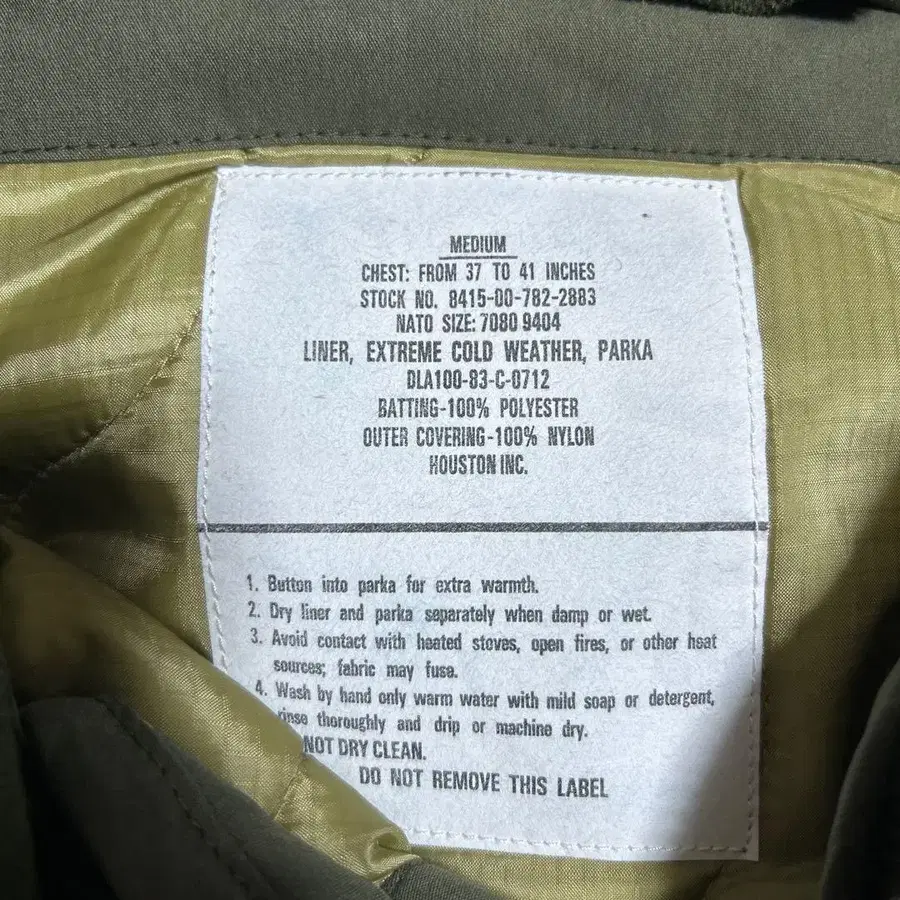 MEDIUM
CHEST: FROM 37 TO 41 INCHES
STOCK NO. 8415-00-782-2883
NATO SIZE: 7080 9404
LINER, EXTREME COLD WEATHER, PARKA
DLA100-83-C-0712
BATTING-100% POLYESTER
OUTER COVERING-100% NYLON
HOUSTON INC.
1. Button into parka for extra warmth.
2. Dry liner and parka separately when damp or wet.
3. Avoid contact with heated stoves, open fires, or other heat
sources; fabric may fuse.
4. Wash by hand only warm water with mild soap or detergent,
rinse thoroughly and drip or machine dry.
NOT DRY CLEAN.
DO NOT REMOVE THIS LABEL